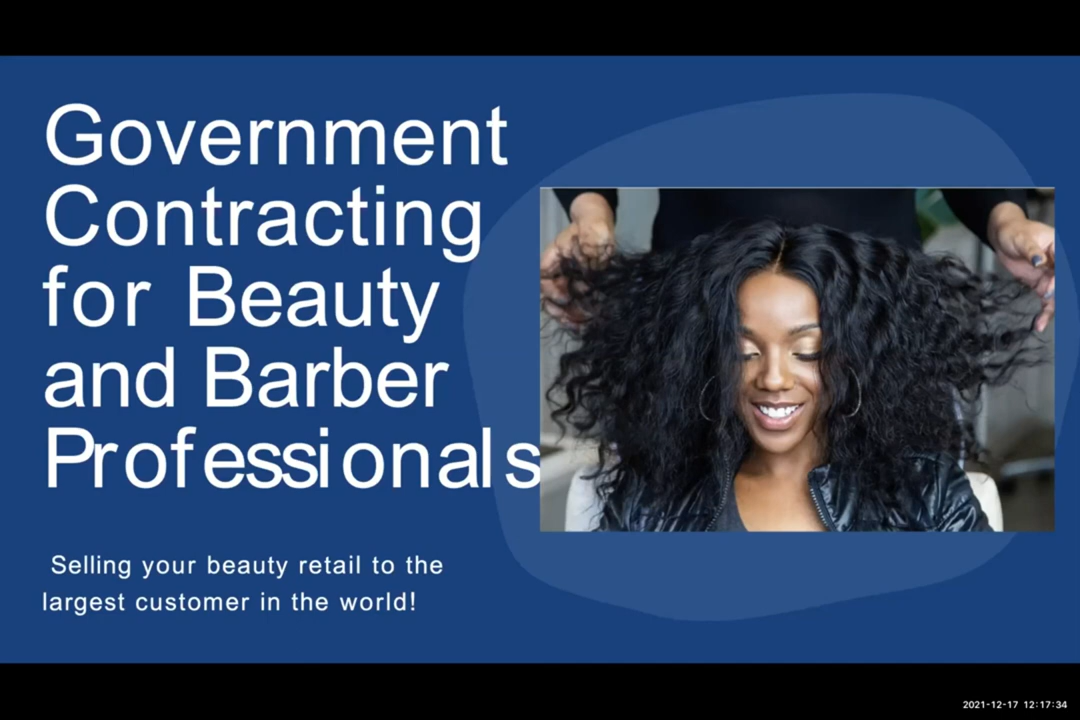 Government
Contracting
for Beauty
and Barber
Professionals
Selling your beauty retail to the
largest customer in the world!
2021-12-17 12:17:34